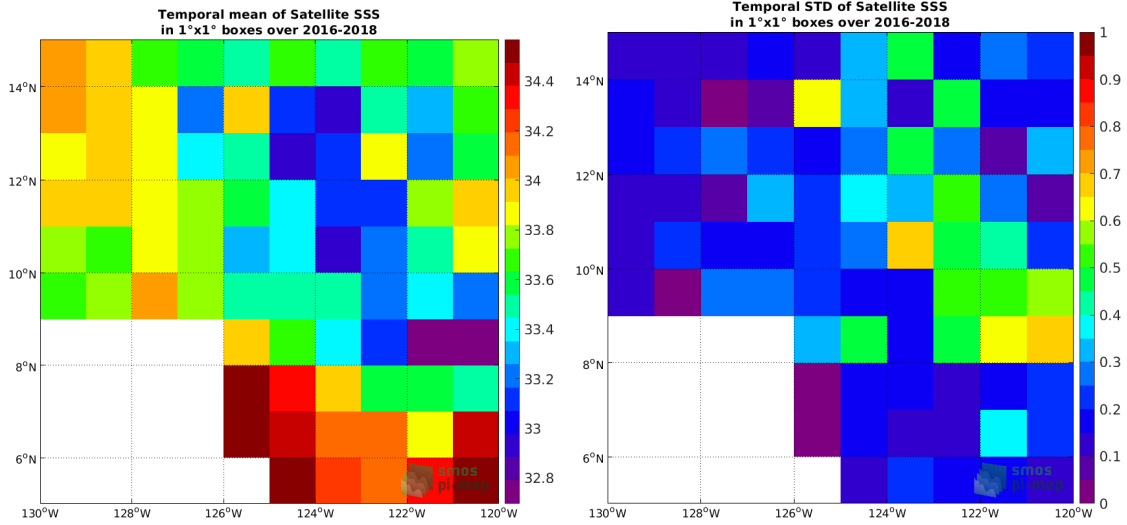 Temporal mean of Satellite SSS
in 1°x1° boxes over 2016-2018
14°N
12°N
10°N
8°N
6°N
130°W
128°W
126°W
124°W
122°W
120°W
34.4
34.2
34
33.8
33.6
33.4
33.2
33
32.8
smos
pi-mep
Temporal STD of Satellite SSS
in 1°x1° boxes over 2016-2018
14°N
12°N
10°N
8°N
6°N
130°W
128°W
126°W
124°W
122°W
120°W
1
0.9
0.8
0.7
0.6
0.5
0.4
0.3
0.2
0.1
0
smos
pi-mep